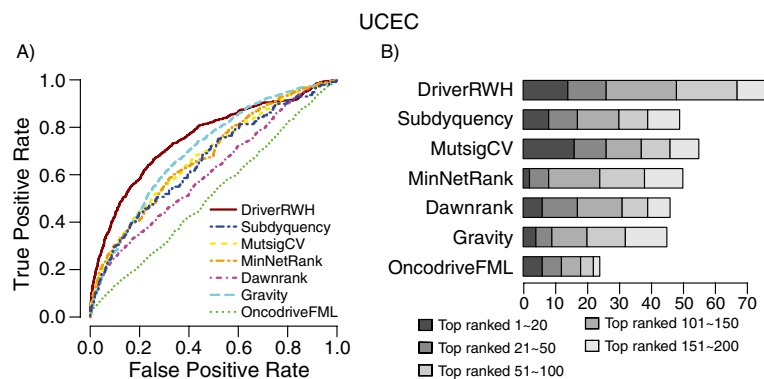 UCEC
A)
True Positive Rate
1.0
0.8
0.6
0.4
0.2
0.0
DriverRWH
Subdyquency
MutsigCV
MinNetRank
Dawnrank
Gravity
OncodriveFML
0.0 0.2 0.4 0.6 0.8 1.0
False Positive Rate
B)
DriverRWH
Subdyquency
MutsigCV
MinNetRank
Dawnrank
Gravity
OncodriveFML
0 10 20 30 40 50 60 70
Top ranked 1~20
Top ranked 21~50
Top ranked 51~100
Top ranked 101~150
Top ranked 151~200